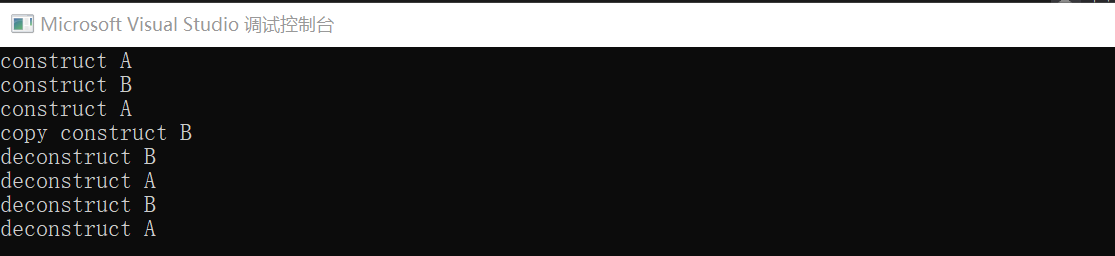 Microsoft Visual Studio 调试控制台
construct A
construct B
construct A
copy construct B
deconstruct B
deconstruct A
deconstruct B
deconstruct A